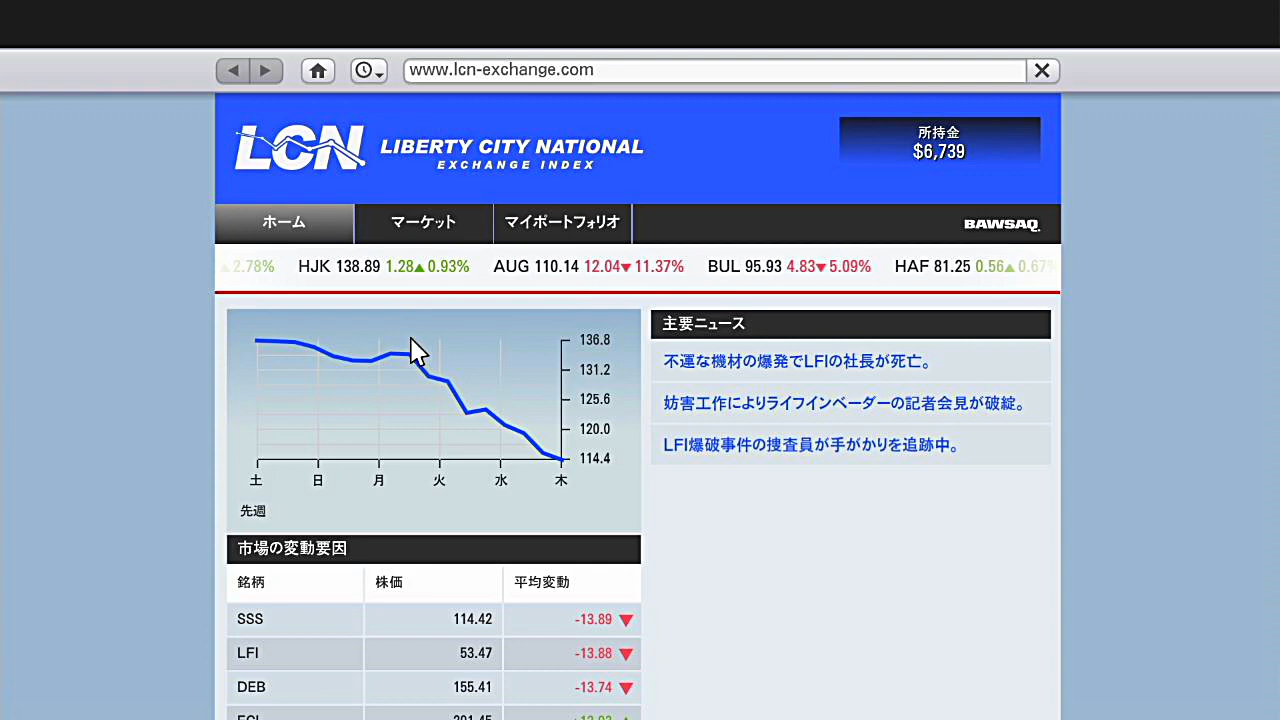 www.lcn-exchange.com
LCN LIBERTY CITY NATIONAL
EXCHANGE INDEX
所持金
$6,739
ホーム マーケット マイポートフォリオ BAWSAQ
2.78% HJK 138.89 1.28▲0.93% AUG 110.14 12.04▼11.37% BUL 95.93 4.83▼5.09% HAF 81.25 0.56▲0.67%
136.8
131.2
125.6
120.0
114.4
土 日 月 火 水 木
先週
主要ニュース
不運な機材の爆発でLFIの社長が死亡。
妨害工作によりライフインベーダーの記者会見が破綻。
LFI爆破事件の捜査員が手がかりを追跡中。
市場の変動要因
銘柄 株価 平均変動
SSS 114.42 -13.89 ▼
LFI 53.47 -13.88 ▼
DEB 155.41 -13.74 ▼